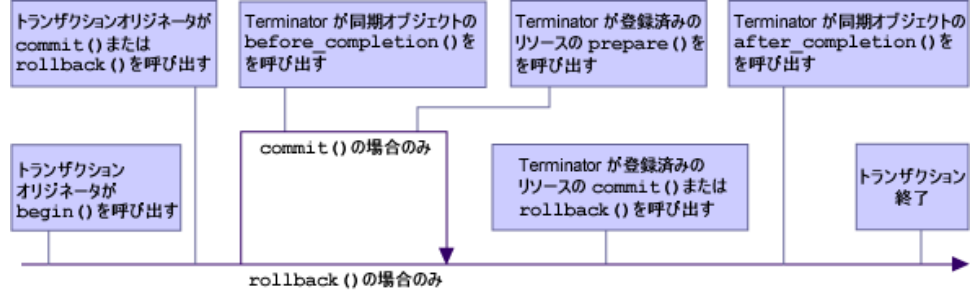 トランザクションオリジネータが
commit()または
rollback()を呼び出す
Terminator が同期オブジェクトの
before_completion()を
を呼び出す
Terminator が登録済みの
リソースの prepare()を
を呼び出す
Terminator が同期オブジェクトの
after_completion()を
を呼び出す
commit()の場合のみ
トランザクション
オリジネータが
begin()を呼び出す
Terminator が登録済みの
リソースの commit()または
rollback()を呼び出す
トランザクション
終了
rollback()の場合のみ